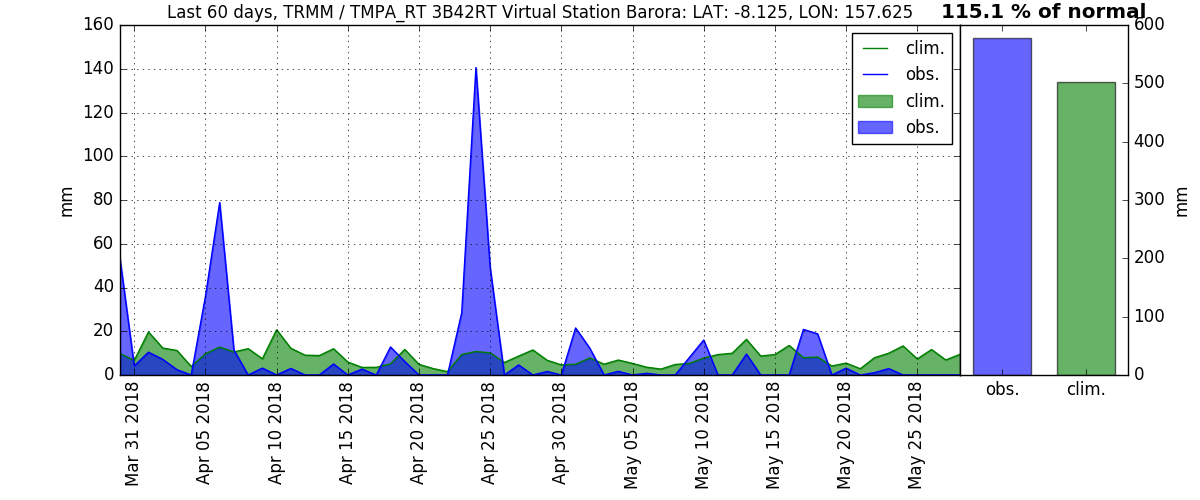 Last 60 days, TRMM / TMPA_RT 3B42RT Virtual Station Barora: LAT: -8.125, LON: 157.625
115.1 % of normal
160
140
120
100
80
60
40
20
0
mm
clim.
obs.
clim.
obs.
Mar 31 2018
Apr 05 2018
Apr 10 2018
Apr 15 2018
Apr 20 2018
Apr 25 2018
Apr 30 2018
May 05 2018
May 10 2018
May 15 2018
May 20 2018
May 25 2018
600
500
400
300
200
100
0
mm
obs.
clim.